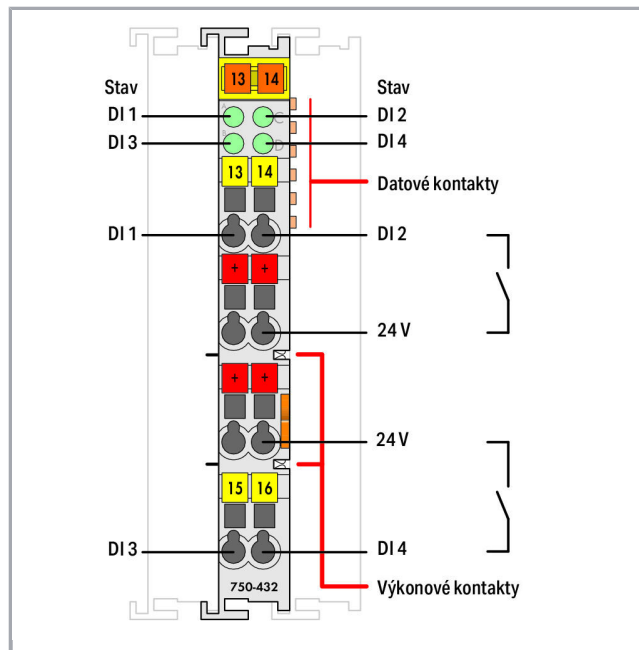 13 14
Stav Stav
DI 1 A C DI 2
DI 3 B D DI 4
13 14
Datové kontakty
DI 1 DI 2
+ +
24 V
+ +
24 V
15 16
DI 3 DI 4
750-432
Výkonové kontakty